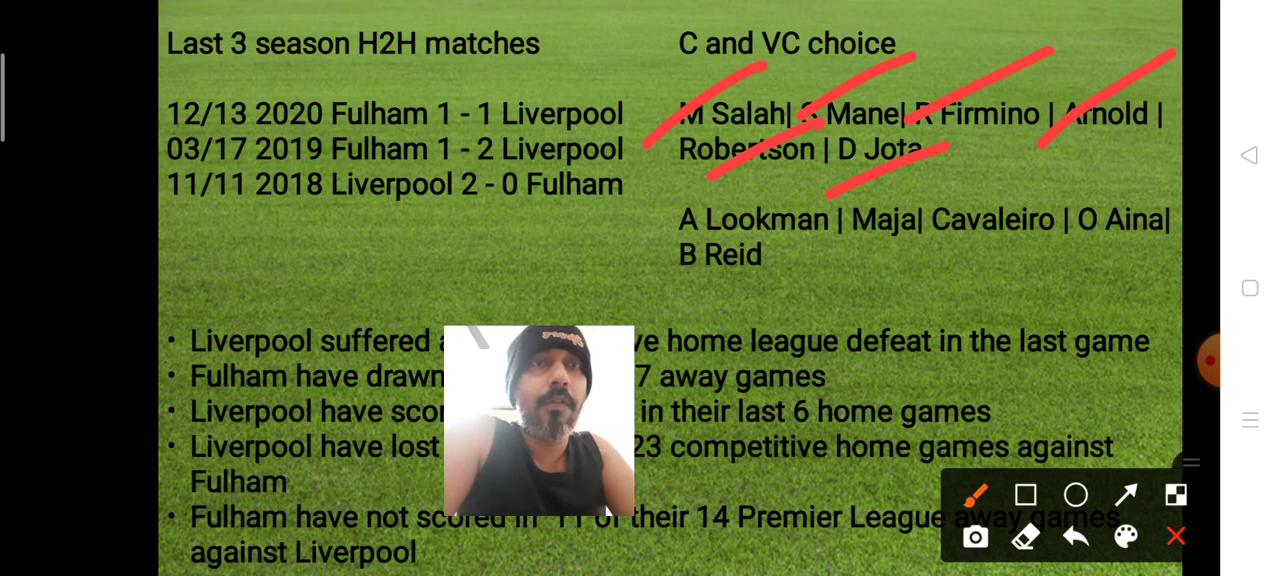 Last 3 season H2H matches
12/13 2020 Fulham 1 - 1 Liverpool
03/17 2019 Fulham 1 - 2 Liverpool
11/11 2018 Liverpool 2 - 0 Fulham
C and VC choice
M Salah| S Mane| R Firmino | Arnold |
Robertson | D Jota
A Lookman | Maja| Cavaleiro | O Aina|
B Reid
• Liverpool suffered ve home league defeat in the last game
• Fulham have drawn 7 away games
• Liverpool have scor in their last 6 home games
• Liverpool have lost 23 competitive home games against
Fulham
• Fulham have not scored in 11 of their 14 Premier League away games
against Liverpool